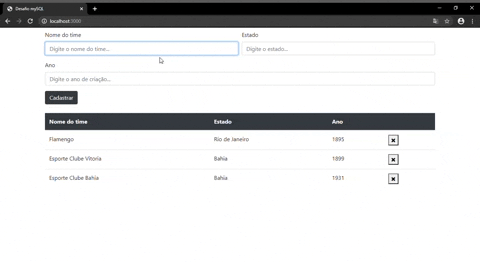 Desafio mySQL
localhost:3000
Nome do time Estado
Digite o nome do time... Digite o estado...
Ano
Digite o ano de criação...
Cadastrar
Nome do time Estado Ano
Flamengo Rio de Janeiro 1895
Esporte Clube Vitoria Bahia 1899
Esporte Clube Bahia Bahia 1931